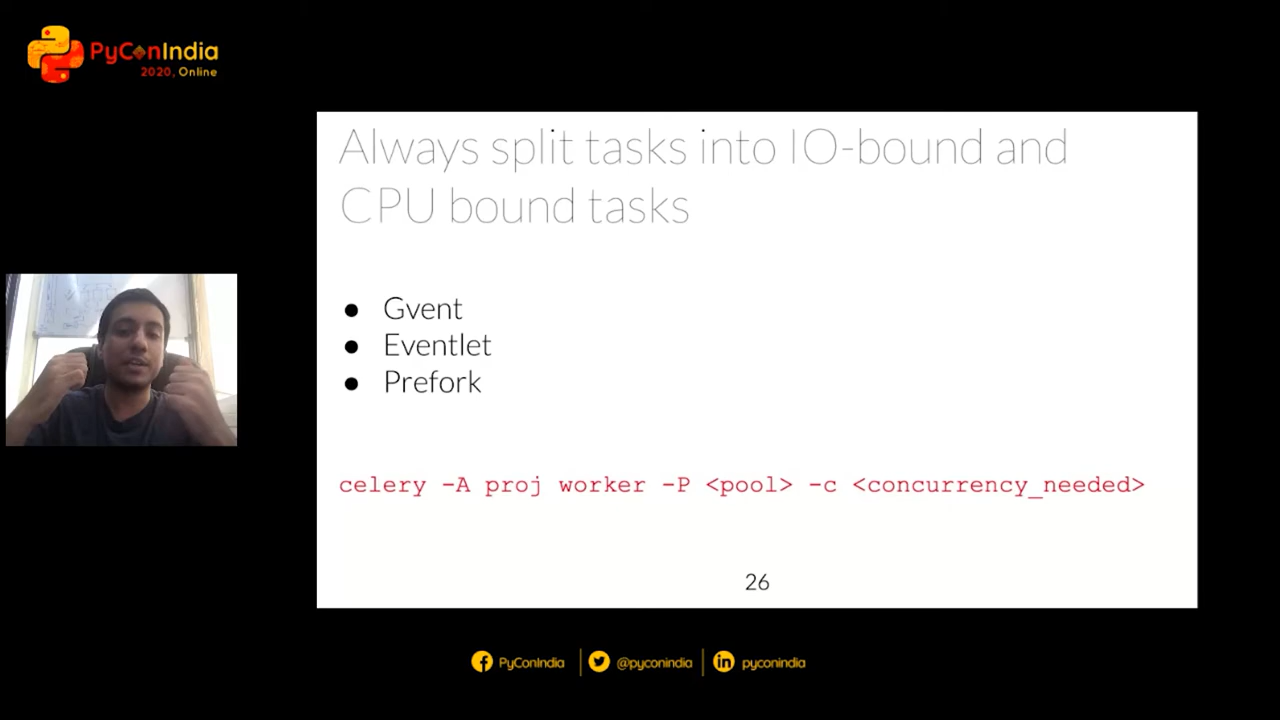 PyConIndia
2020, Online
Always split tasks into IO-bound and
CPU bound tasks
● Gvent
● Eventlet
● Prefork
celery -A proj worker -P <pool> -c <concurrency_needed>
26
PyConIndia
@pyconindia
pyconindia